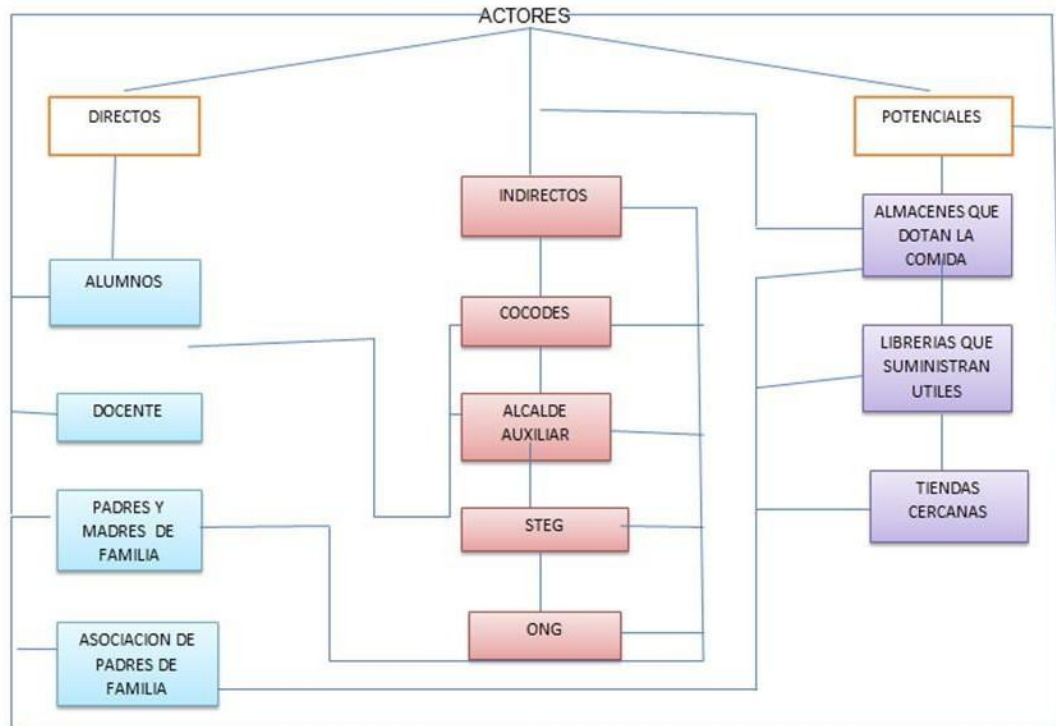 ACTORES
DIRECTOS
ALUMNOS
DOCENTE
PADRES Y
MADRES DE
FAMILIA
ASOCIACION DE
PADRES DE
FAMILIA
INDIRECTOS
COCODES
ALCALDE
AUXILIAR
STEG
ONG
POTENCIALES
ALMACENES QUE
DOTAN LA
COMIDA
LIBRERIAS QUE
SUMINISTRAN
UTILES
TIENDAS
CERCANAS